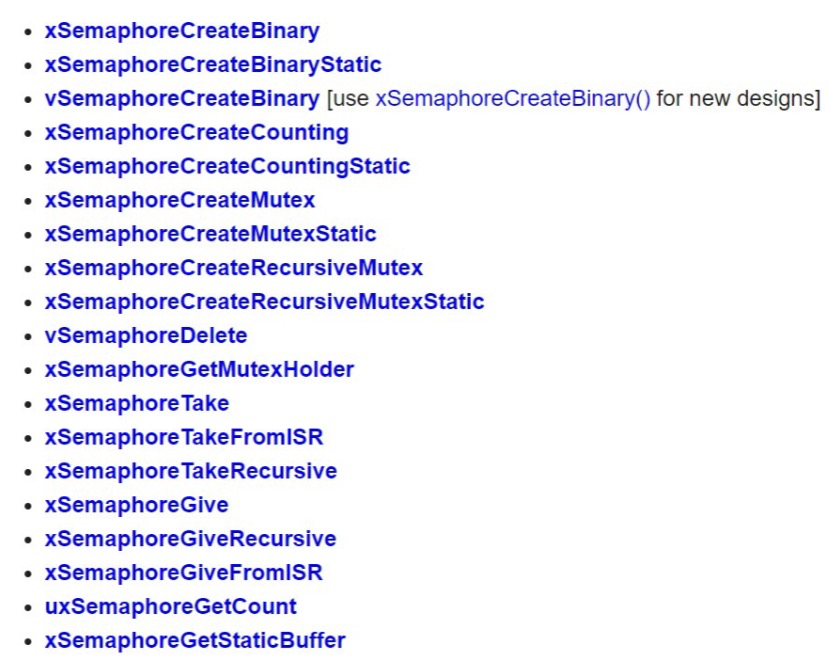 • xSemaphoreCreateBinary
• xSemaphoreCreateBinaryStatic
• vSemaphoreCreateBinary [use xSemaphoreCreateBinary() for new designs]
• xSemaphoreCreateCounting
• xSemaphoreCreateCountingStatic
• xSemaphoreCreateMutex
• xSemaphoreCreateMutexStatic
• xSemaphoreCreateRecursiveMutex
• xSemaphoreCreateRecursiveMutexStatic
• vSemaphoreDelete
• xSemaphoreGetMutexHolder
• xSemaphoreTake
• xSemaphoreTakeFromISR
• xSemaphoreTakeRecursive
• xSemaphoreGive
• xSemaphoreGiveRecursive
• xSemaphoreGiveFromISR
• uxSemaphoreGetCount
• xSemaphoreGetStaticBuffer